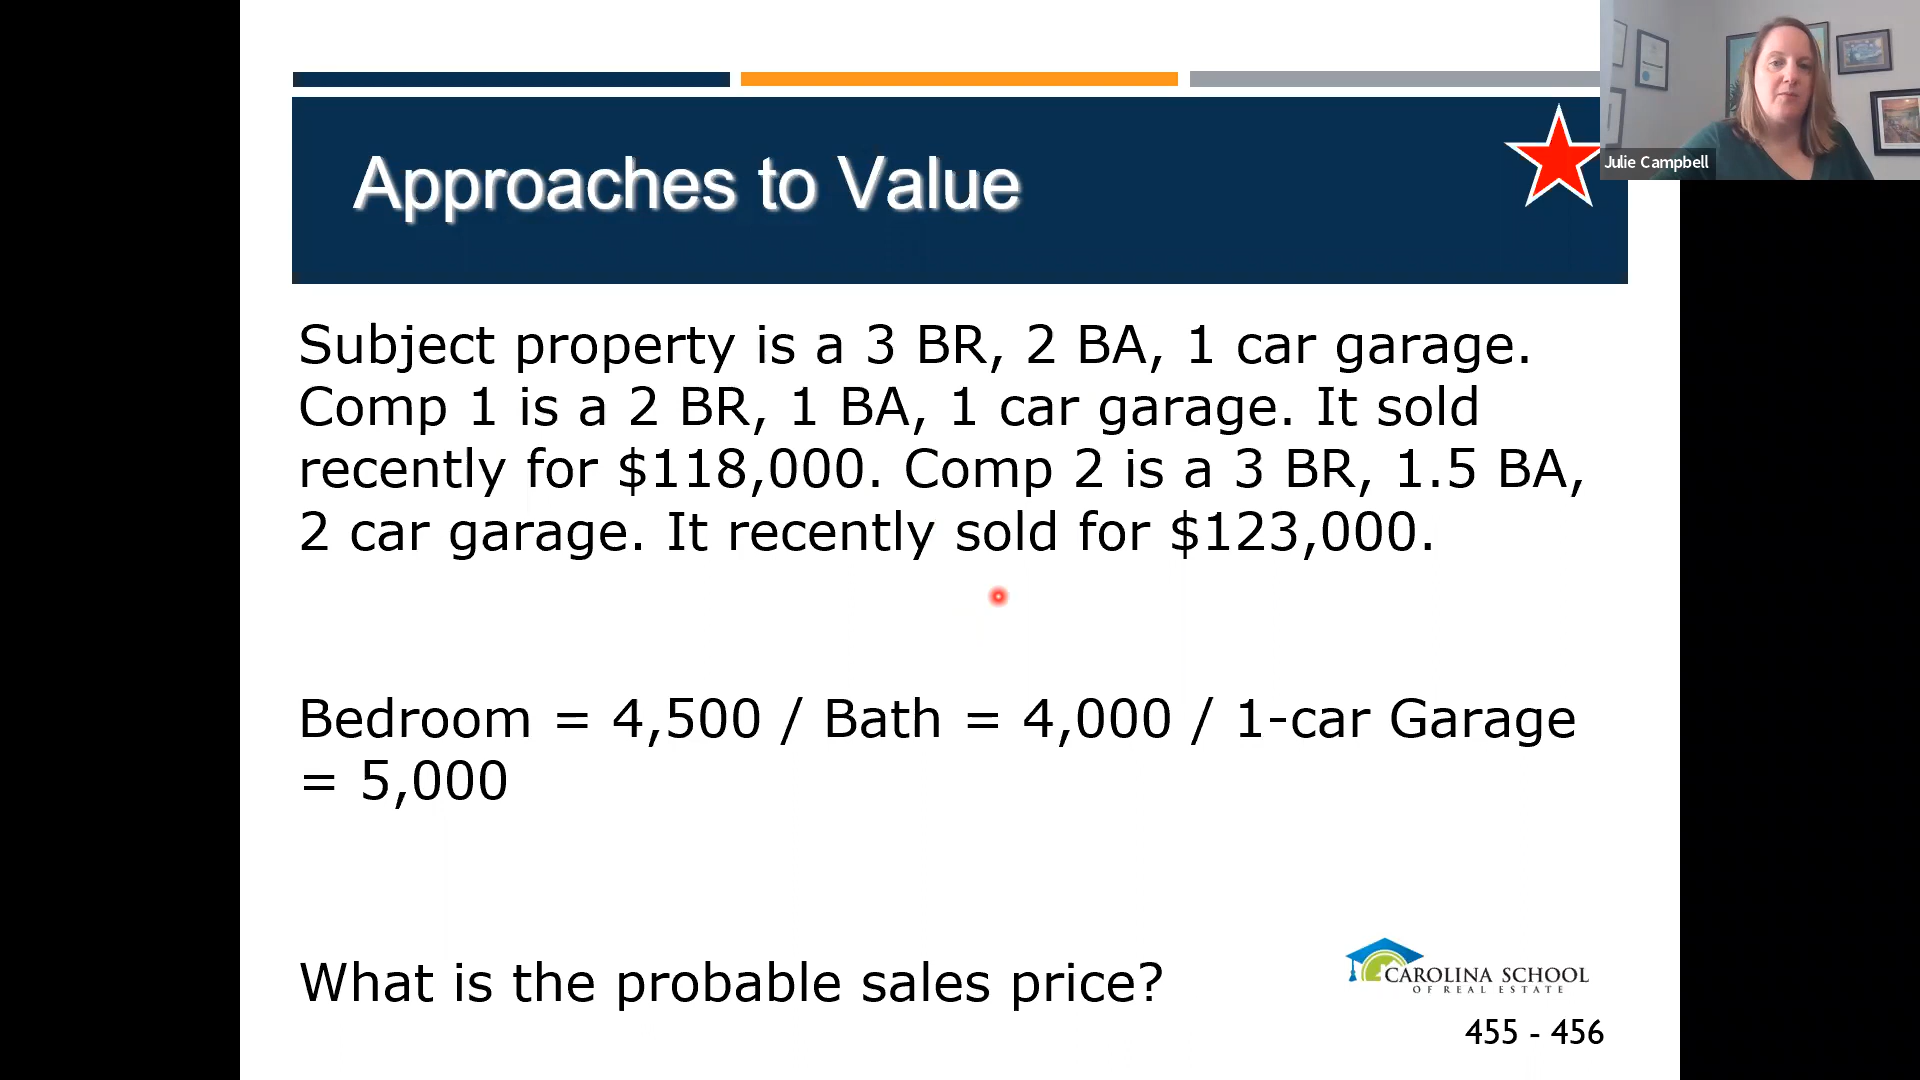 Julie Campbell
Approaches to Value
Subject property is a 3 BR, 2 BA, 1 car garage.
Comp 1 is a 2 BR, 1 BA, 1 car garage. It sold
recently for $118,000. Comp 2 is a 3 BR, 1.5 BA,
2 car garage. It recently sold for $123,000.
Bedroom = 4,500 / Bath = 4,000 / 1-car Garage
= 5,000
What is the probable sales price?
CAROLINA SCHOOL
OF REAL ESTATE
455 - 456